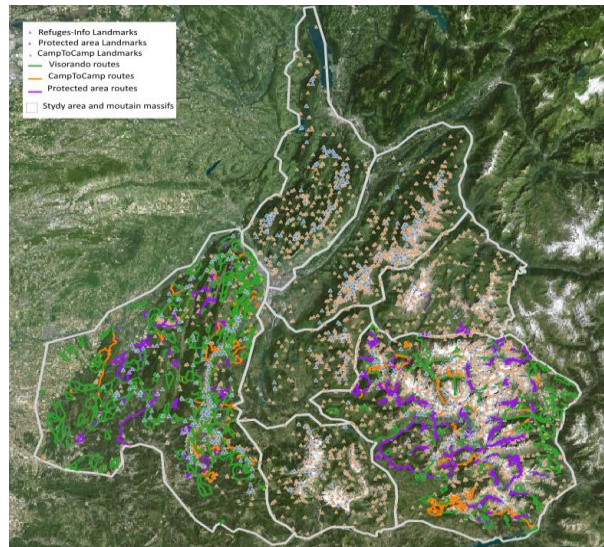 Refuges-Info Landmarks
Protected area Landmarks
CampToCamp Landmarks
Visorando routes
CampToCamp routes
Protected area routes
Stydy area and moutain massifs